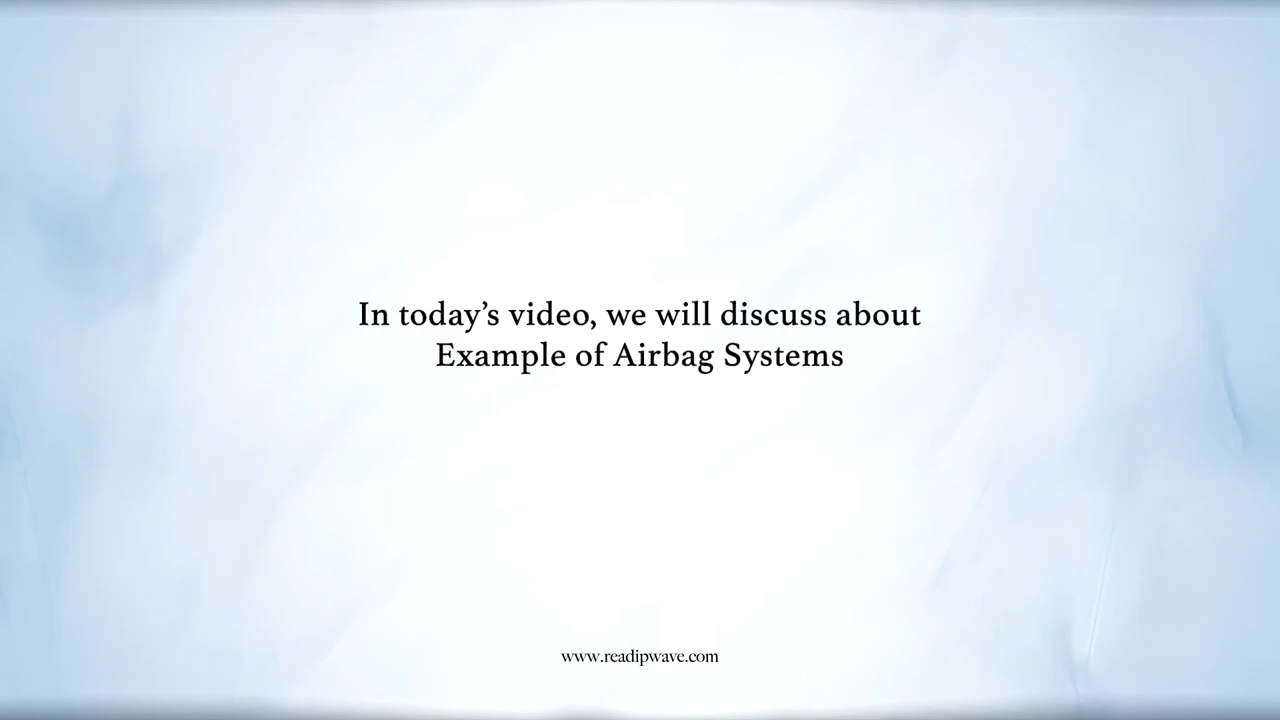 In today’s video, we will discuss about
Example of Airbag Systems
www.readipwave.com